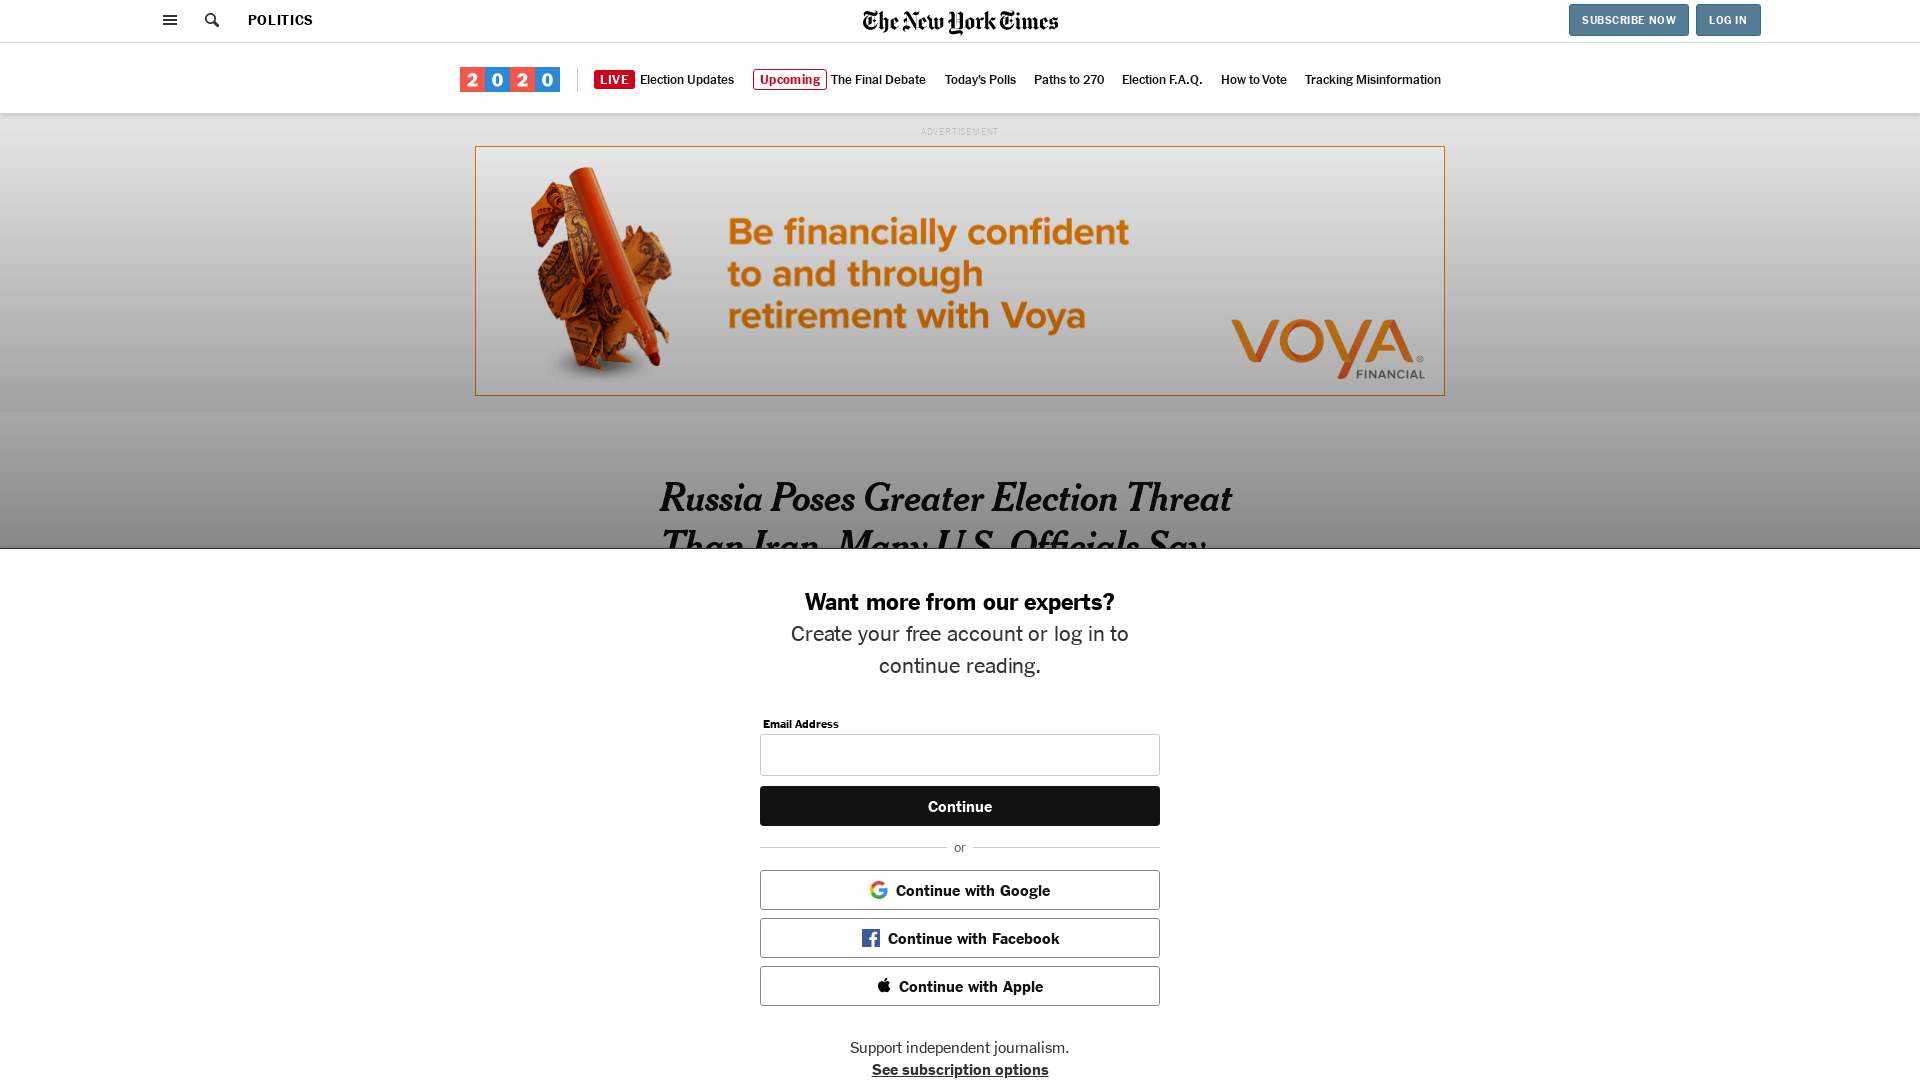 POLITICS
The New York Times
SUBSCRIBE NOW
LOG IN
2020
LIVE Election Updates
Upcoming The Final Debate
Today's Polls
Paths to 270
Election F.A.Q.
How to Vote
Tracking Misinformation
ADVERTISEMENT
Be financially confident
to and through
retirement with Voya
VOYA®
FINANCIAL
Russia Poses Greater Election Threat
Than Iran, Many U.S. Officials Say
Want more from our experts?
Create your free account or log in to
continue reading.
Email Address
Continue
or
Continue with Google
Continue with Facebook
Continue with Apple
Support independent journalism.
See subscription options